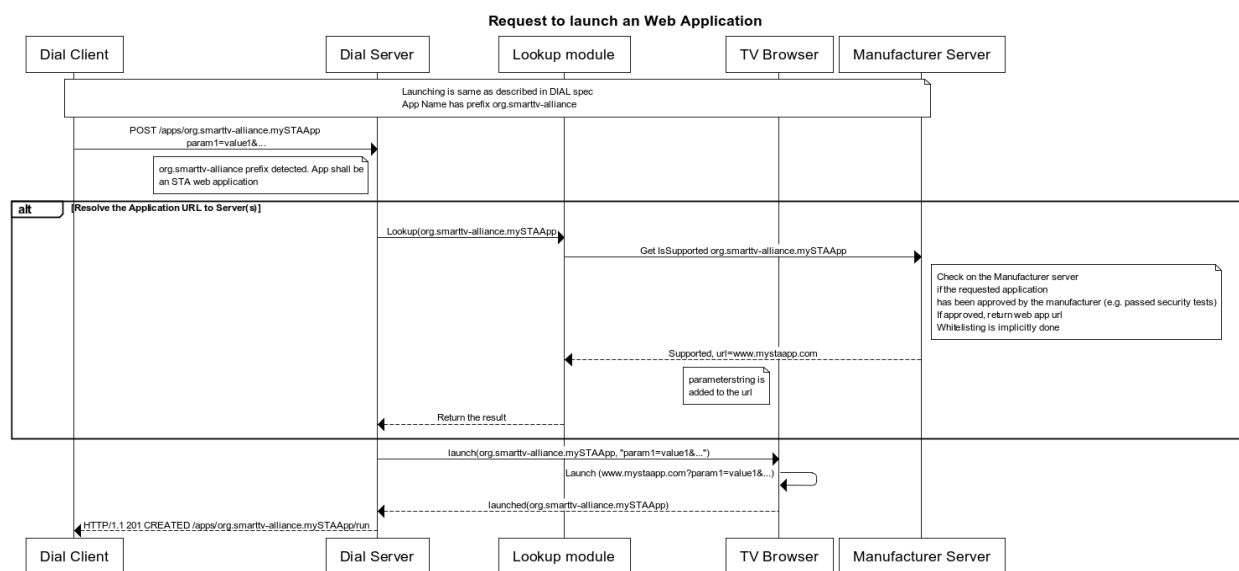 Request to launch an Web Application
Dial Client
Dial Server
Lookup module
TV Browser
Manufacturer Server
Launching is same as described in DIAL spec
App Name has prefix org.smarttv-alliance
POST /apps/org.smarttv-alliance.mySTAApp
param1=value1&...
org.smarttv-alliance prefix detected. App shall be
an STA web application
alt
[Resolve the Application URL to Server(s)]
Lookup(org.smarttv-alliance.mySTAApp
Get IsSupported org.smarttv-alliance.mySTAApp
Check on the Manufacturer server
if the requested application
has been approved by the manufacturer (e.g. passed security tests)
If approved, return web app url
Whitelisting is implicitly done
Supported, url=www.mystaapp.com
parameterstring is
added to the url
Return the result
launch(org.smarttv-alliance.mySTAApp, "param1=value1&...")
Launch (www.mystaapp.com?param1=value1&...)
launched(org.smarttv-alliance.mySTAApp)
HTTP/1.1 201 CREATED /apps/org.smarttv-alliance.mySTAApp/run
Dial Client
Dial Server
Lookup module
TV Browser
Manufacturer Server